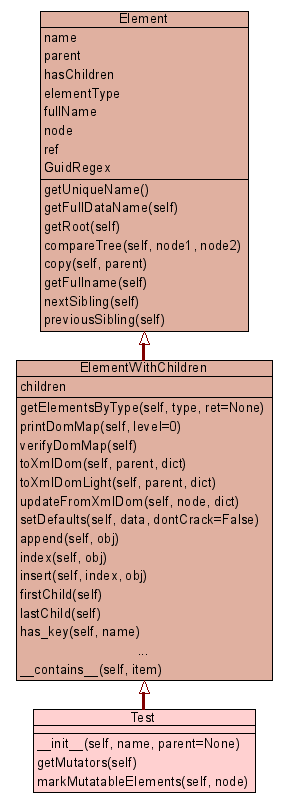 Element
name
parent
hasChildren
elementType
fullName
node
ref
GuidRegex
getUniqueName()
getFullDataName(self)
getRoot(self)
compareTree(self, node1, node2)
copy(self, parent)
getFullname(self)
nextSibling(self)
previousSibling(self)
ElementWithChildren
children
getElementsByType(self, type, ret=None)
printDomMap(self, level=0)
verifyDomMap(self)
toXmlDom(self, parent, dict)
toXmlDomLight(self, parent, dict)
updateFromXmlDom(self, node, dict)
setDefaults(self, data, dontCrack=False)
append(self, obj)
index(self, obj)
insert(self, index, obj)
firstChild(self)
lastChild(self)
has_key(self, name)
...
__contains__(self, item)
Test
__init__(self, name, parent=None)
getMutators(self)
markMutatableElements(self, node)